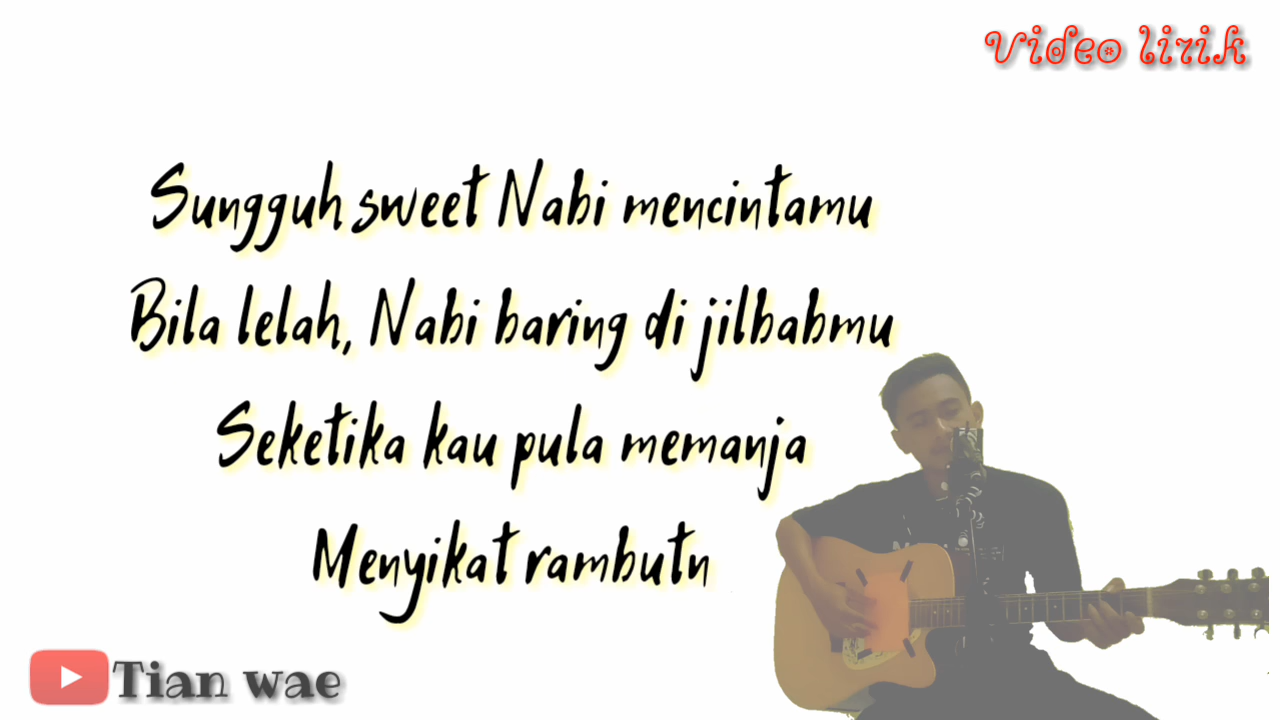 Video lirik
Sungguh sweet Nabi mencintamu
Bila lelah, Nabi baring di jilbabmu
Seketika kau pula memanja
Menyikat rambutn
Tian wae